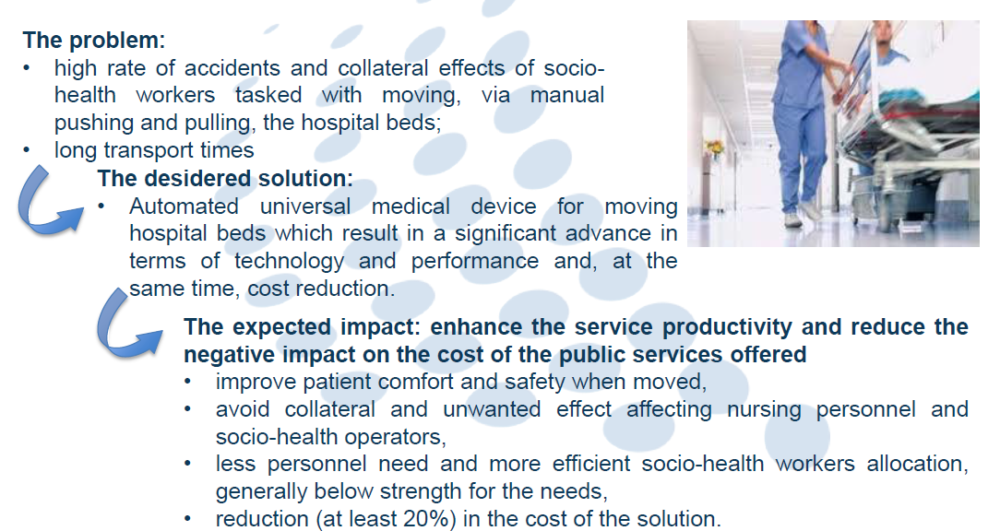 The problem:
• high rate of accidents and collateral effects of socio-
health workers tasked with moving, via manual
pushing and pulling, the hospital beds;
• long transport times
The desidered solution:
• Automated universal medical device for moving
hospital beds which result in a significant advance in
terms of technology and performance and, at the
same time, cost reduction.
The expected impact: enhance the service productivity and reduce the
negative impact on the cost of the public services offered
• improve patient comfort and safety when moved,
• avoid collateral and unwanted effect affecting nursing personnel and
socio-health operators,
• less personnel need and more efficient socio-health workers allocation,
generally below strength for the needs,
• reduction (at least 20%) in the cost of the solution.